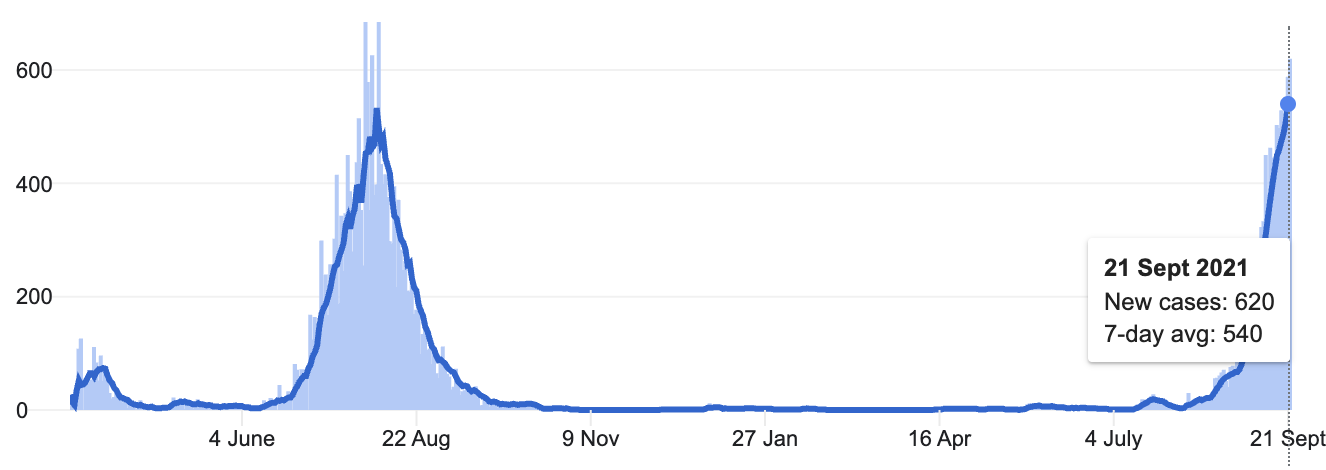 600
400
200
0
21 Sept 2021
New cases: 620
7-day avg: 540
4 June
22 Aug
9 Nov
27 Jan
16 Apr
4 July
21 Sept